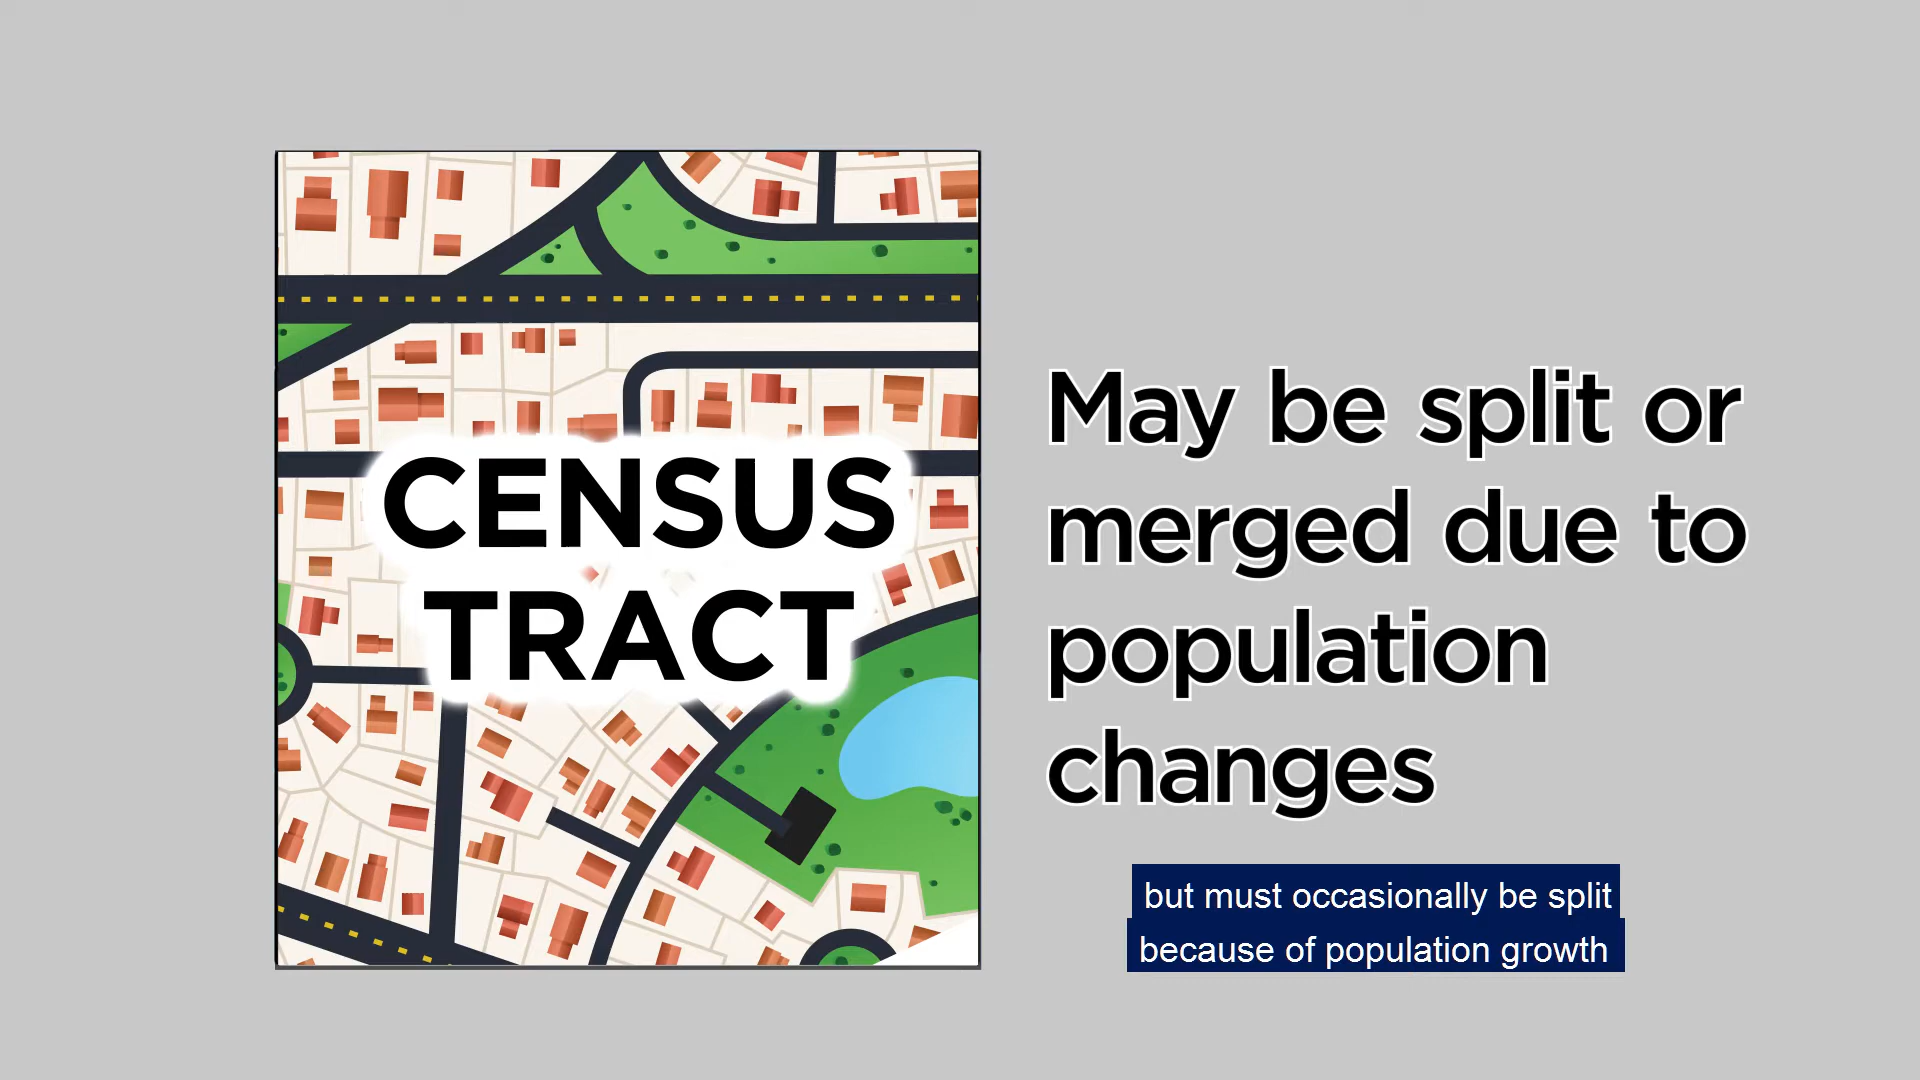 CENSUS
TRACT
May be split or
merged due to
population
changes
but must occasionally be split
because of population growth